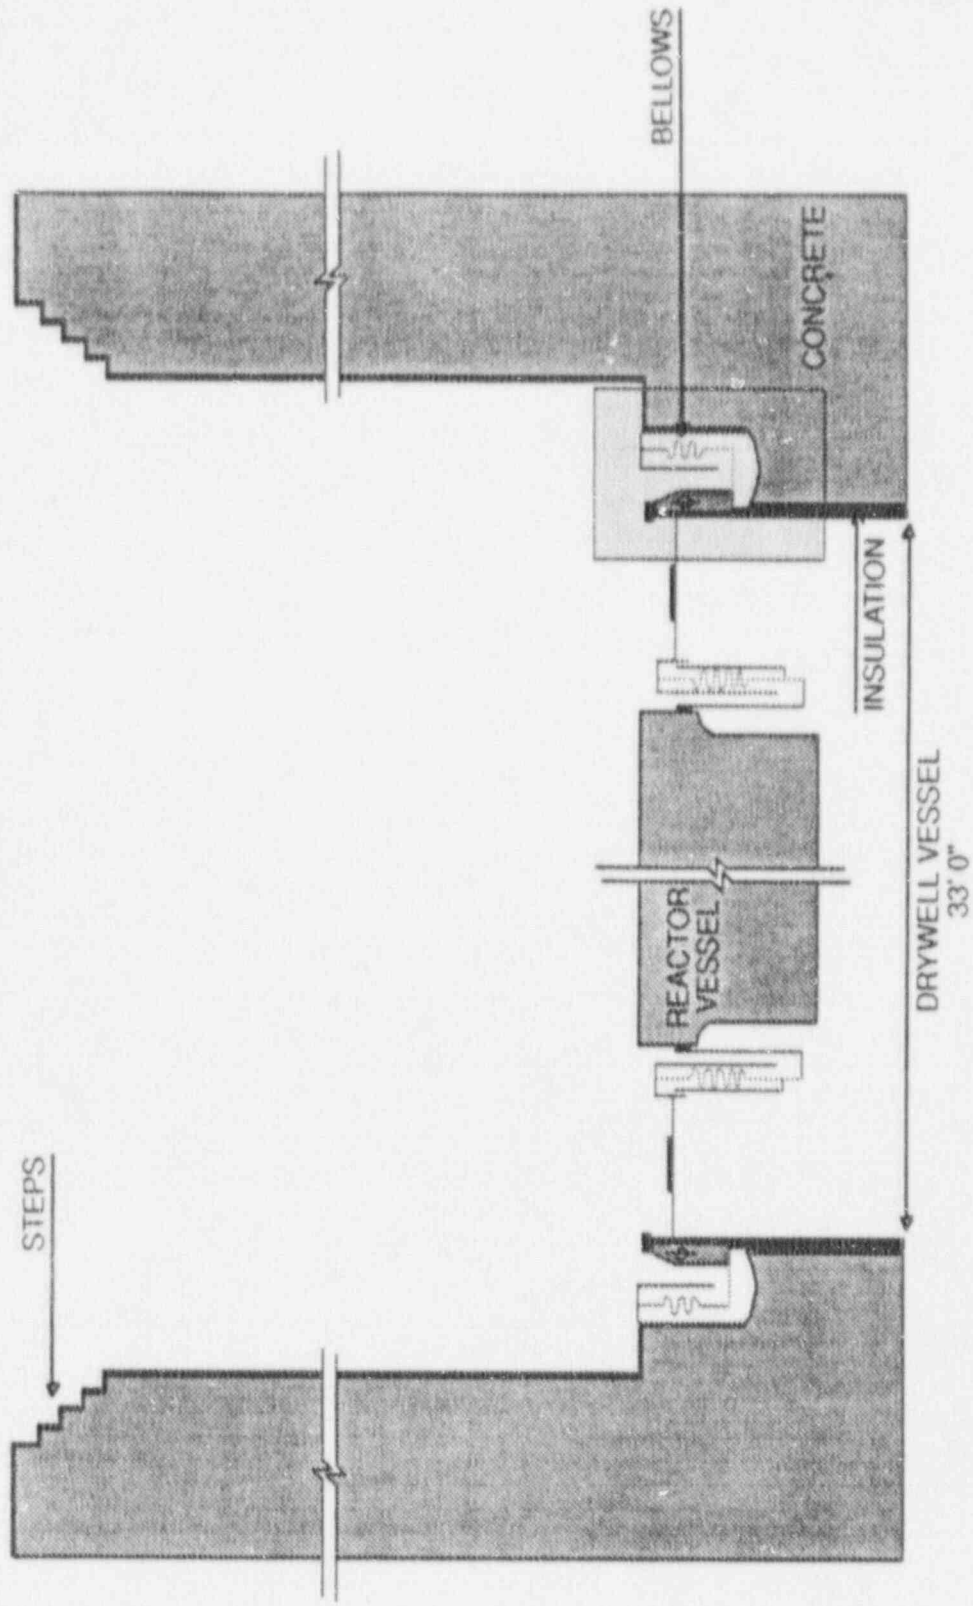 STEPS
BELLOWS
REACTOR
VESSEL
CONCRETE
INSULATION
DRYWELL VESSEL
33' 0"